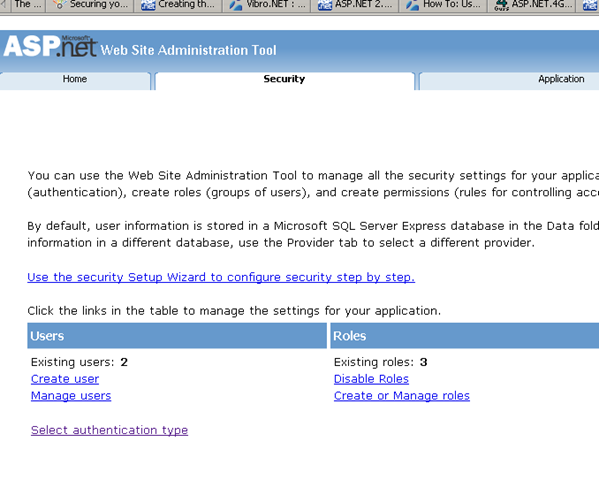 The ... Securing yo... Creating th... Vibro.NET : ... ASP.NET 2.... How To: Us... ASP.NET.4G...
ASP.net Microsoft Web Site Administration Tool
Home Security Application
You can use the Web Site Administration Tool to manage all the security settings for your applica
(authentication), create roles (groups of users), and create permissions (rules for controlling acc
By default, user information is stored in a Microsoft SQL Server Express database in the Data fold
information in a different database, use the Provider tab to select a different provider.
Use the security Setup Wizard to configure security step by step.
Click the links in the table to manage the settings for your application.
Users Roles
Existing users: 2 Existing roles: 3
Create user Disable Roles
Manage users Create or Manage roles
Select authentication type